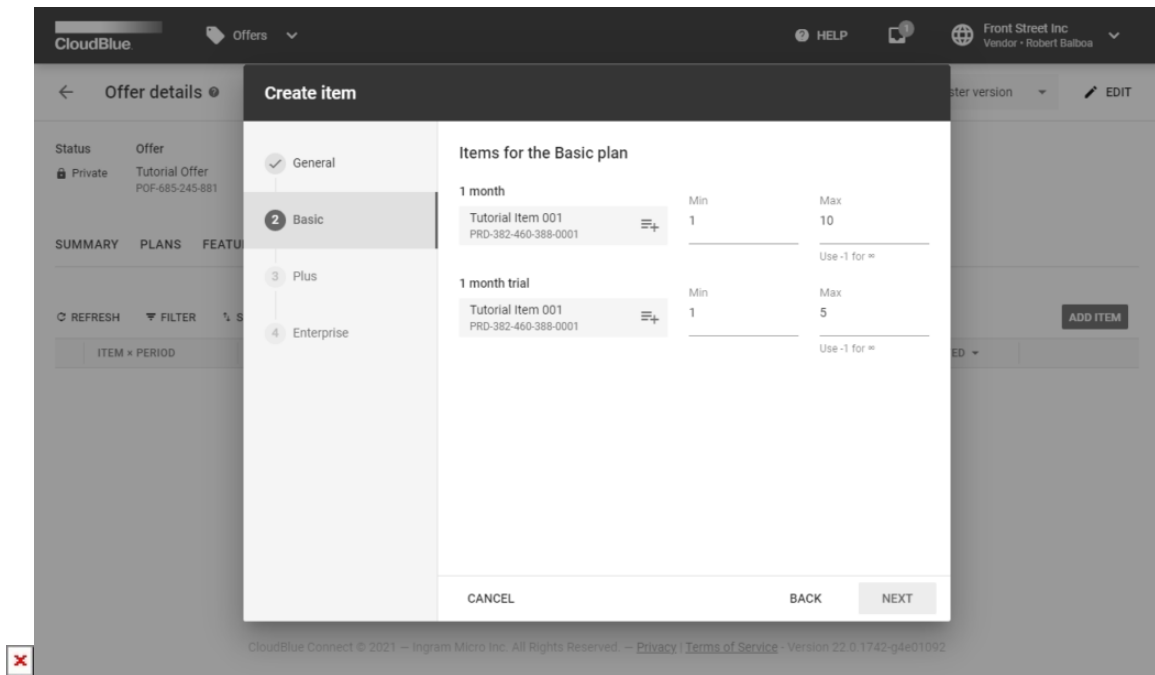 CloudBlue.
Offers
HELP
1
Front Street Inc
Vendor • Robert Balboa
Offer details
ster version
EDIT
Create item
Status
Offer
Private
Tutorial Offer
POF-685-245-881
SUMMARY PLANS FEATU
REFRESH FILTER S
ADD ITEM
ITEM × PERIOD
ED
General
2 Basic
3 Plus
4 Enterprise
Items for the Basic plan
1 month
Tutorial Item 001
PRD-382-460-388-0001
Min
1
Max
10
Use -1 for ∞
1 month trial
Tutorial Item 001
PRD-382-460-388-0001
Min
1
Max
5
Use -1 for ∞
CANCEL
BACK
NEXT
CloudBlue Connect © 2021 — Ingram Micro Inc. All Rights Reserved. — Privacy | Terms of Service - Version 22.0.1742-g4e01092